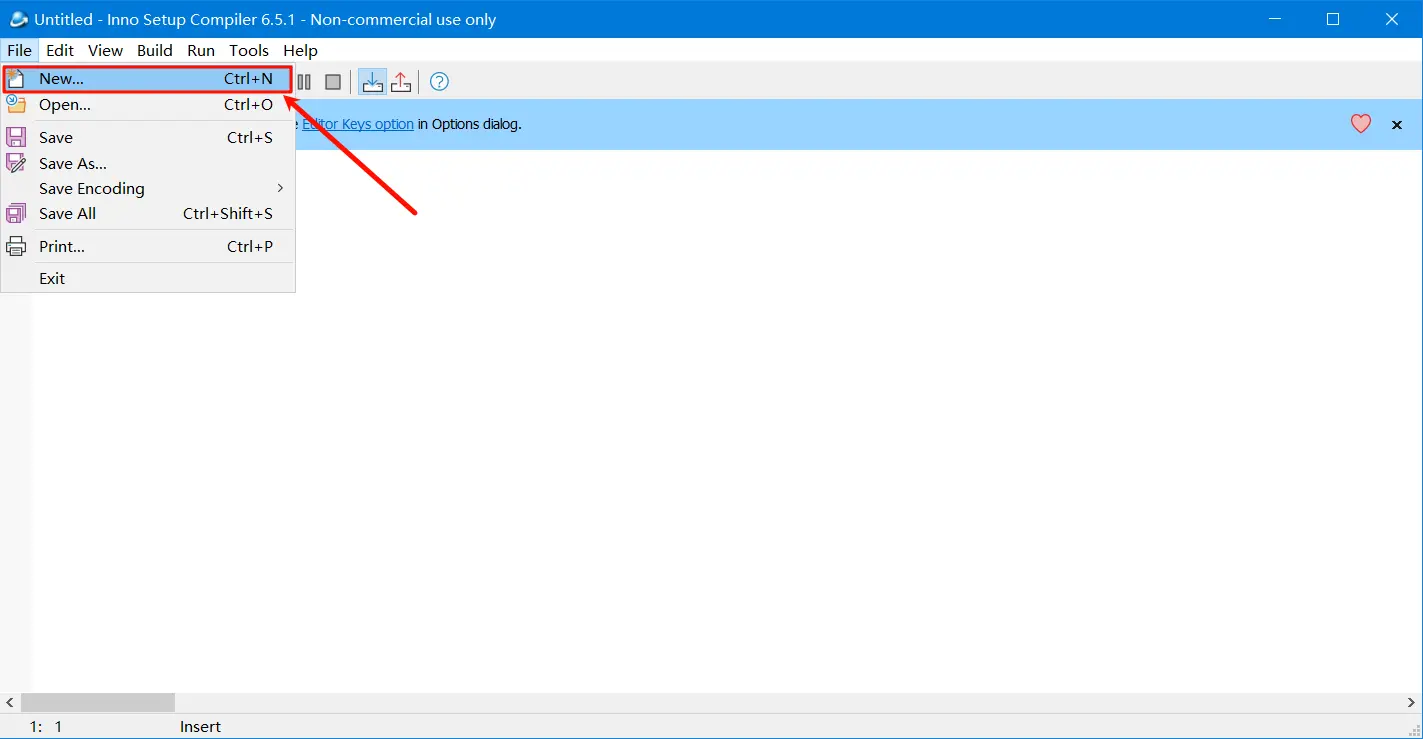 Untitled - Inno Setup Compiler 6.5.1 - Non-commercial use only
File Edit View Build Run Tools Help
New... Ctrl+N
Open... Ctrl+O
Editor Keys option in Options dialog.
Save Ctrl+S
Save As...
Save Encoding
Save All Ctrl+Shift+S
Print... Ctrl+P
Exit
1: 1 Insert